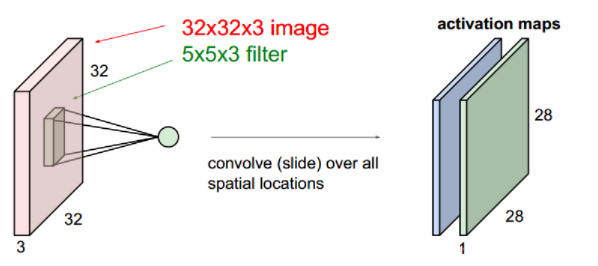 32x32x3 image
5x5x3 filter
32
32
3
convolve (slide) over all
spatial locations
activation maps
28
28
1